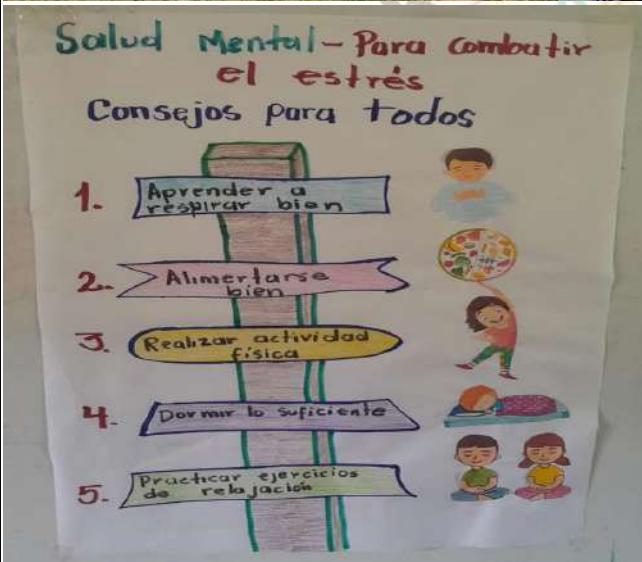 Salud Mental - Para combatir
el estrés
Consejos para todos
1. Aprender a
respirar bien
2. Alimentarse
bien
3. Realizar actividad
física
4. Dormir lo suficiente
5. Practicar ejercicios
de relajación